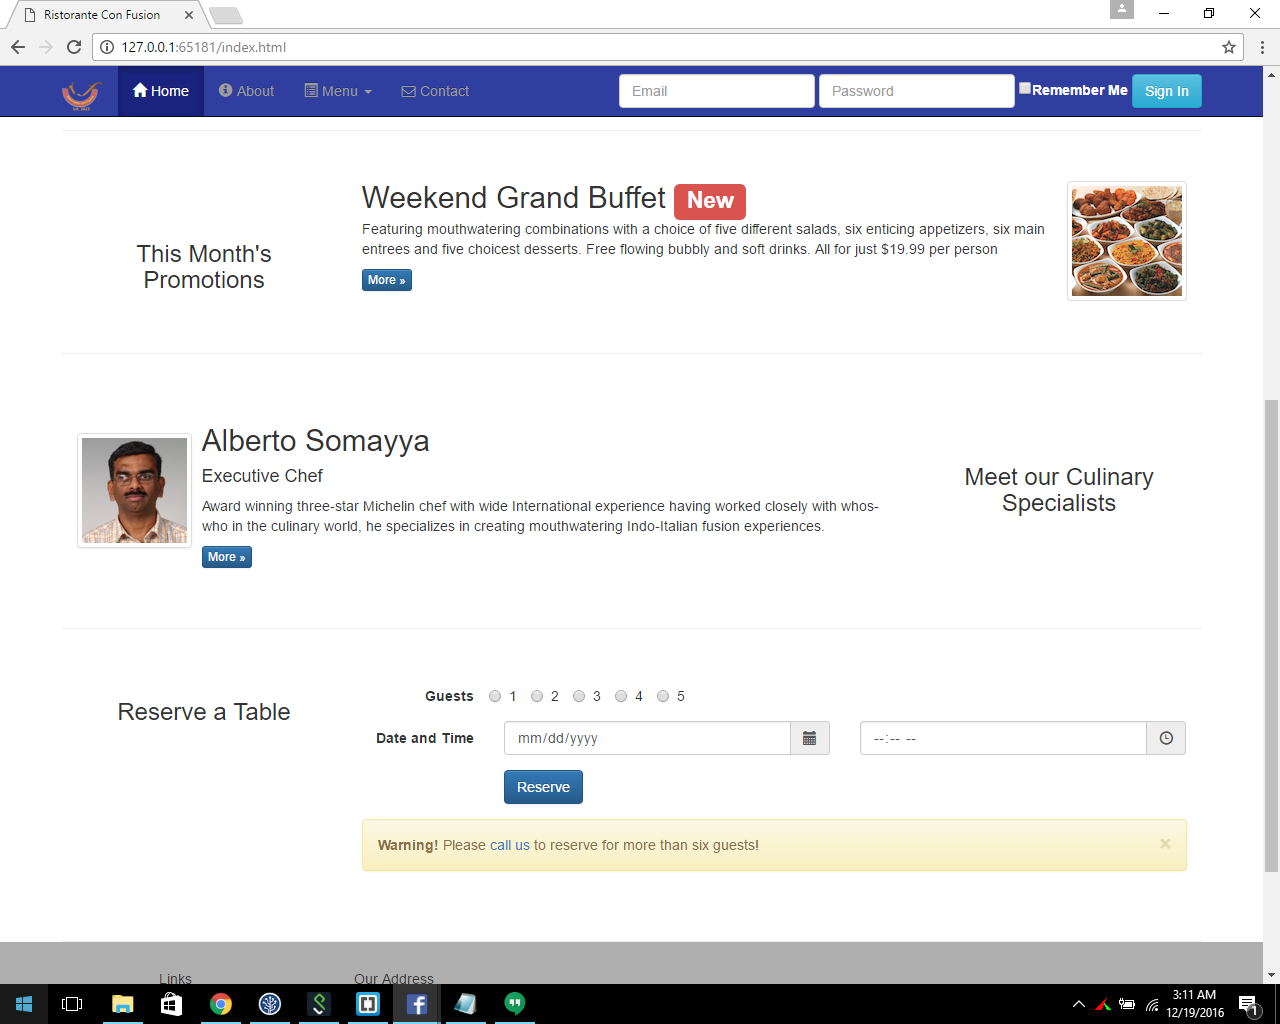 Ristorante Con Fusion
127.0.0.1:65181/index.html
Home About Menu Contact Email Password Remember Me Sign In
This Month's
Promotions
Weekend Grand Buffet New
Featuring mouthwatering combinations with a choice of five different salads, six enticing appetizers, six main
entrees and five choicest desserts. Free flowing bubbly and soft drinks. All for just $19.99 per person
More »
Alberto Somayya
Executive Chef
Award winning three-star Michelin chef with wide International experience having worked closely with whos-
who in the culinary world, he specializes in creating mouthwatering Indo-Italian fusion experiences.
More »
Meet our Culinary
Specialists
Reserve a Table
Guests 1 2 3 4 5
Date and Time mm/dd/yyyy --:-- --
Reserve
Warning! Please call us to reserve for more than six guests! ×
Links Our Address
3:11 AM
12/19/2016
1